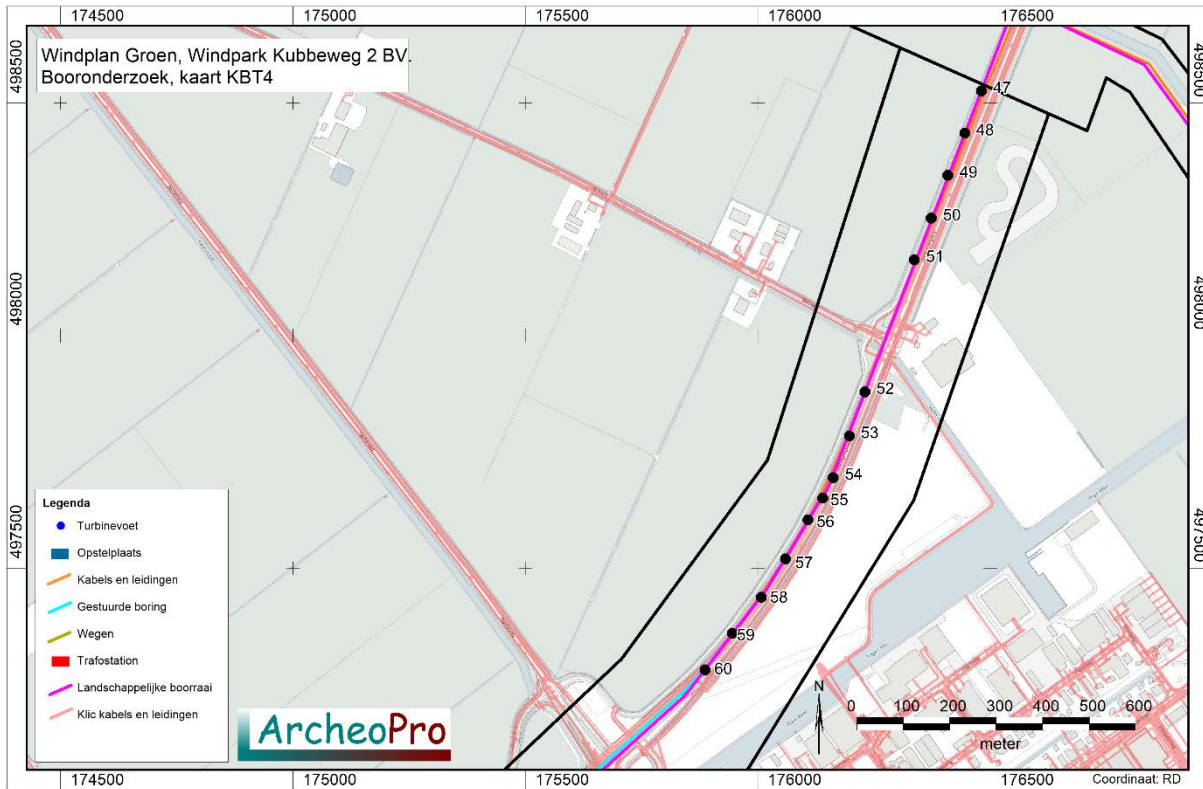 174500
175000
175500
176000
176500
Windplan Groen, Windpark Kubbeweg 2 BV.
Booronderzoek, kaart KBT4
498500
498500
47
48
49
50
51
498000
498000
52
53
54
55
56
497500
497500
57
58
59
60
Legenda
Turbinevoet
Opstelplaats
Kabels en leidingen
Gestuurde boring
Wegen
Trafostation
Landschappelijke boorraai
Klic kabels en leidingen
ArcheoPro
N
0 100 200 300 400 500 600
meter
174500
175000
175500
176000
176500
Coordinaat: RD